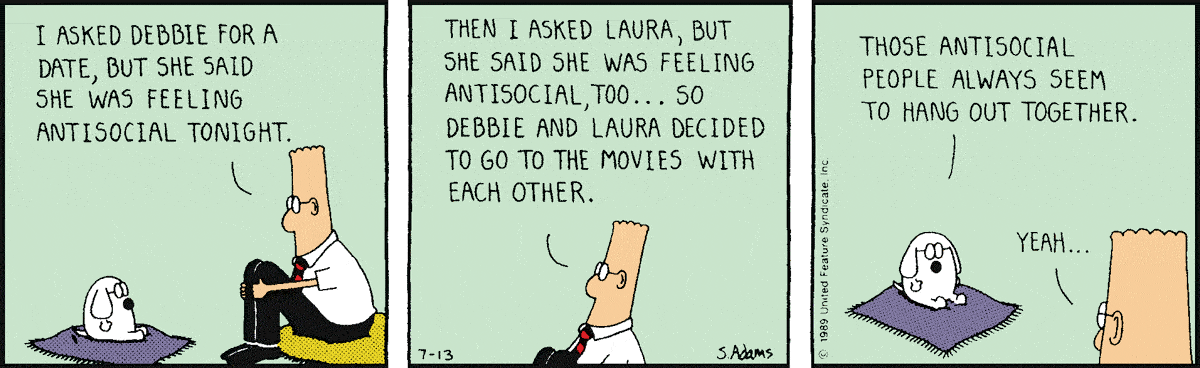 I ASKED DEBBIE FOR A
DATE, BUT SHE SAID
SHE WAS FEELING
ANTISOCIAL TONIGHT.
THEN I ASKED LAURA, BUT
SHE SAID SHE WAS FEELING
ANTISOCIAL, TOO... SO
DEBBIE AND LAURA DECIDED
TO GO TO THE MOVIES WITH
EACH OTHER.
7-13
S. Adams
THOSE ANTISOCIAL
PEOPLE ALWAYS SEEM
TO HANG OUT TOGETHER.
YEAH...
© 1989 United Feature Syndicate, Inc.